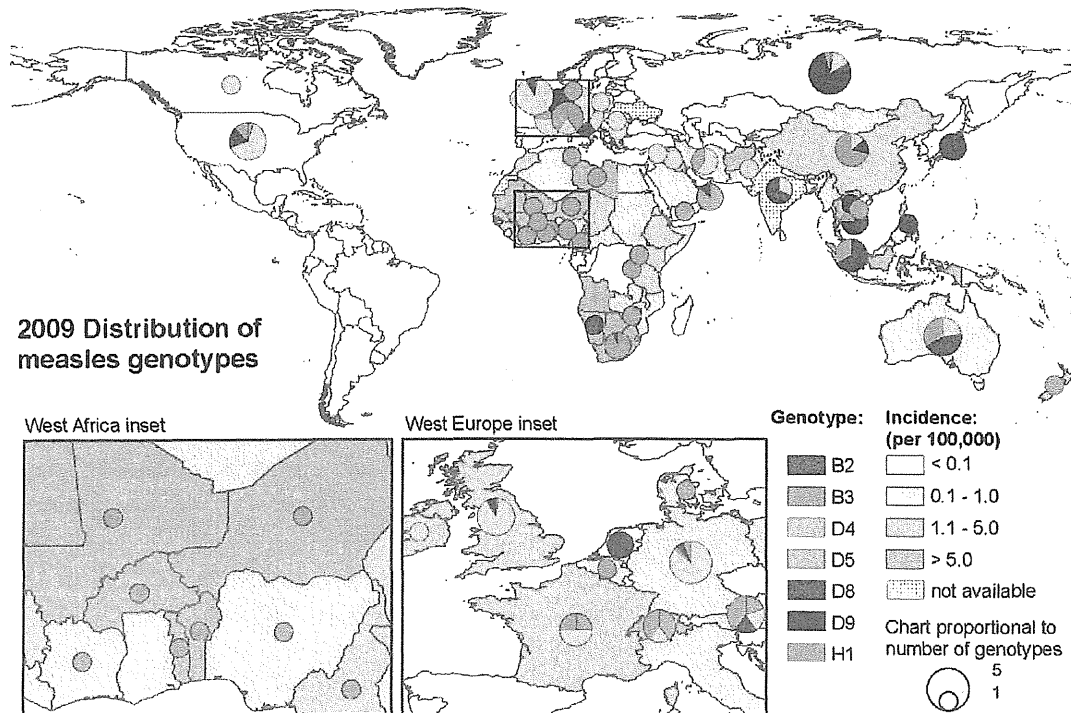 2009 Distribution of
measles genotypes
West Africa inset
West Europe inset
Genotype:
B2
B3
D4
D5
D8
D9
H1
Incidence:
(per 100,000)
< 0.1
0.1 - 1.0
1.1 - 5.0
> 5.0
not available
Chart proportional to
number of genotypes
5
1